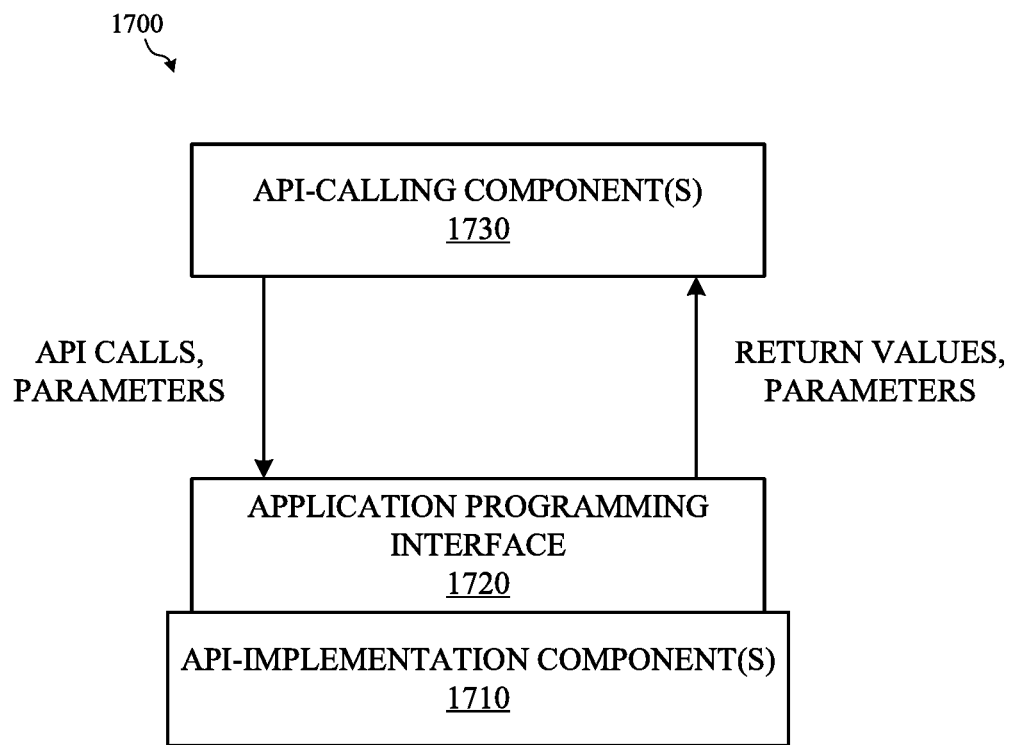 1700
API-CALLING COMPONENT(S)
1730
API CALLS,
PARAMETERS
RETURN VALUES,
PARAMETERS
APPLICATION PROGRAMMING
INTERFACE
1720
API-IMPLEMENTATION COMPONENT(S)
1710